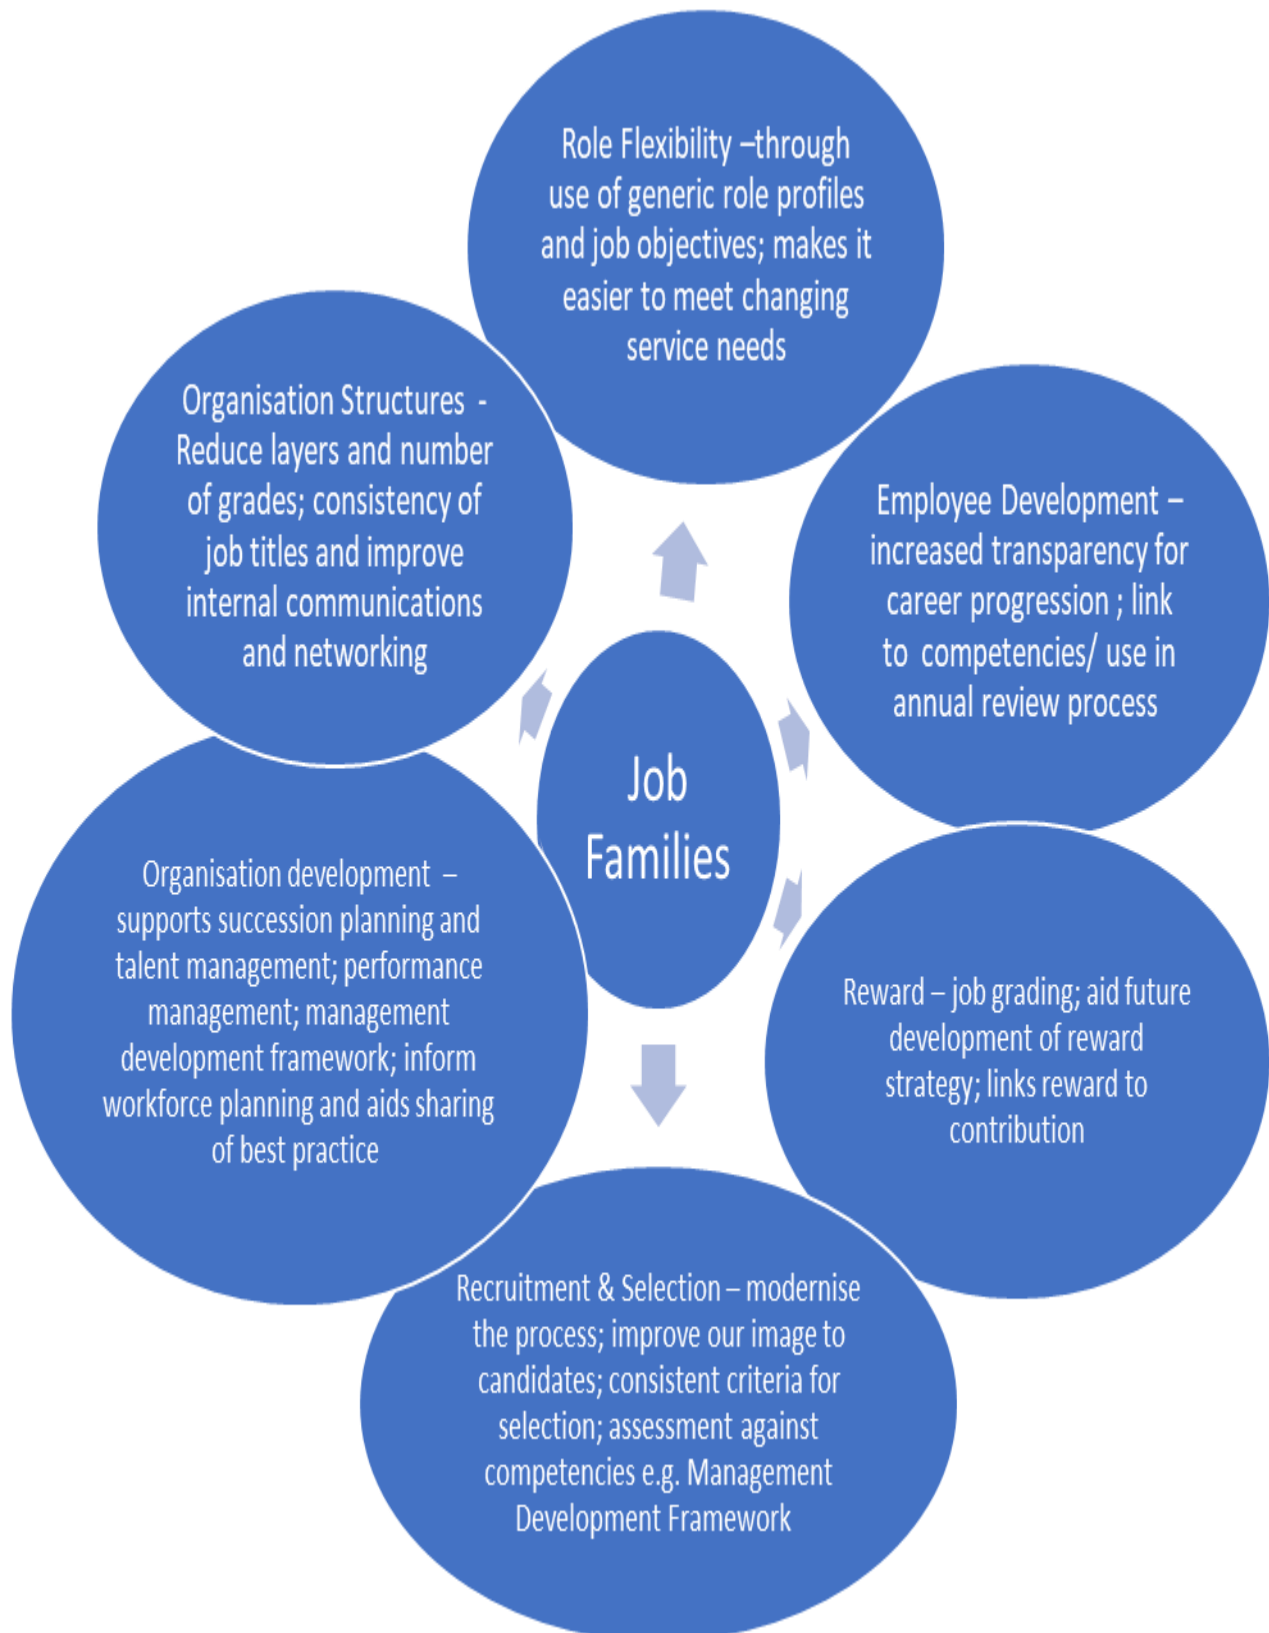 Role Flexibility –through
use of generic role profiles
and job objectives; makes it
easier to meet changing
service needs
Organisation Structures -
Reduce layers and number
of grades; consistency of
job titles and improve
internal communications
and networking
Employee Development –
increased transparency for
career progression ; link
to competencies/ use in
annual review process
Job
Families
Organisation development –
supports succession planning and
talent management; performance
management; management
development framework; inform
workforce planning and aids sharing
of best practice
Reward – job grading; aid future
development of reward
strategy; links reward to
contribution
Recruitment & Selection – modernise
the process; improve our image to
candidates; consistent criteria for
selection; assessment against
competencies e.g. Management
Development Framework